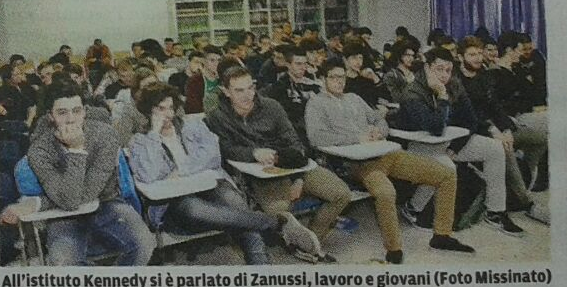 All'istituto Kennedy si è parlato di Zanussi, lavoro e giovani (Foto Missinato)